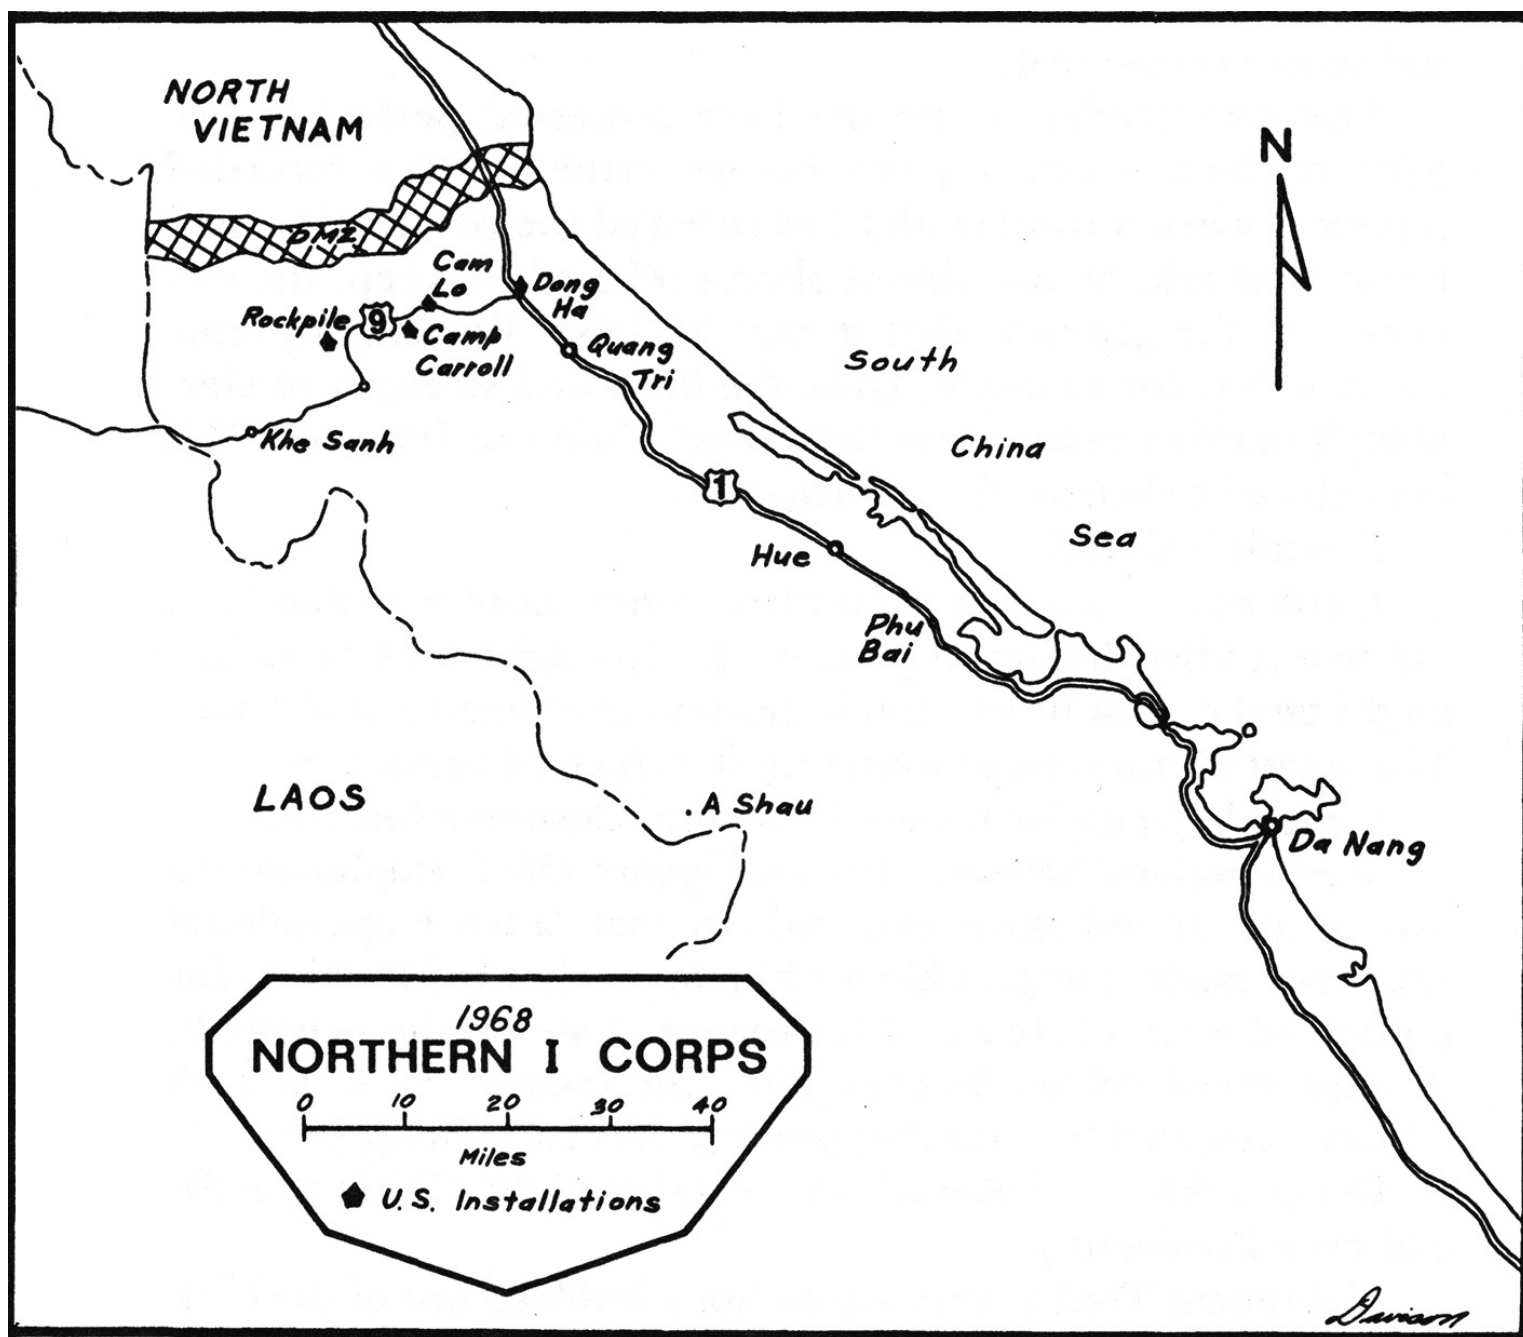 NORTH
VIETNAM
N
DMZ
Cam
Lo
Dong
Ha
Rockpile
9
Camp
Carroll
Quang
Tri
South
Khe Sanh
China
1
Sea
Hue
Phu
Bai
LAOS
A Shau
Da Nang
1968
NORTHERN I CORPS
0 10 20 30 40
Miles
U.S. Installations
Davison